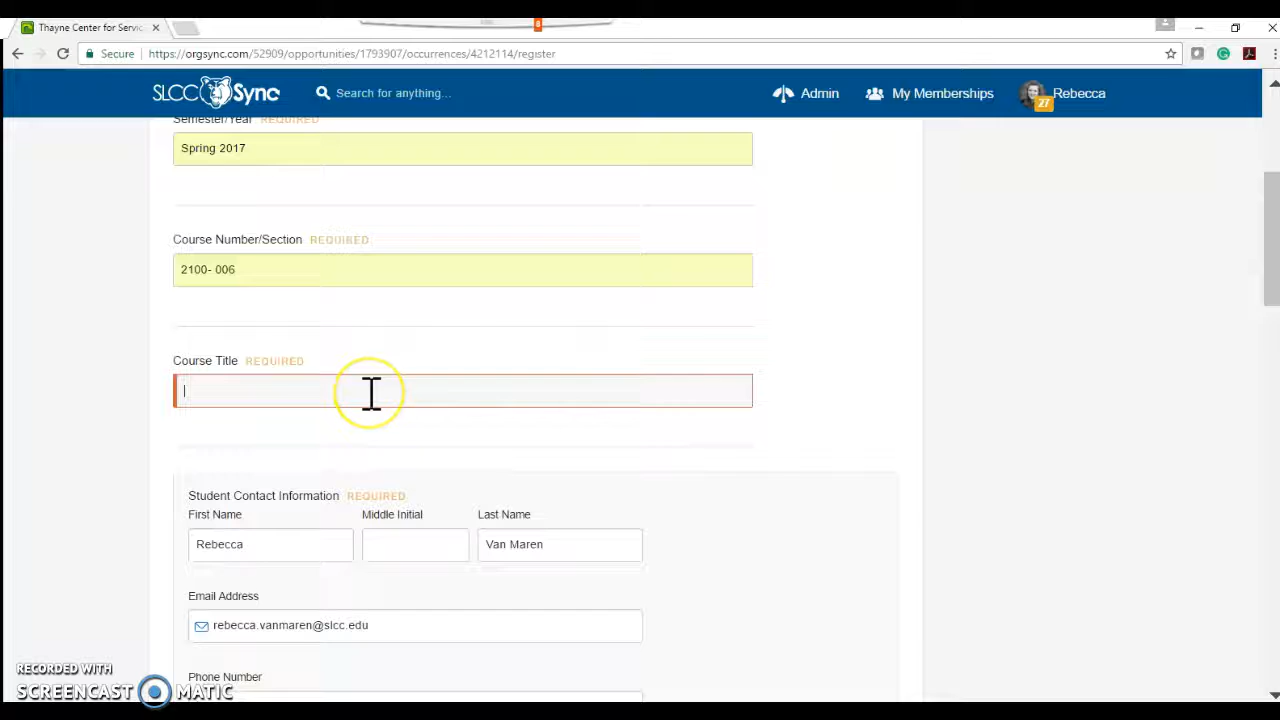 Thayne Center for Servic
6
Secure
https://orgsync.com/52909/opportunities/1793907/occurrences/4212114/register
SLCC Sync
Search for anything...
Admin
My Memberships
27
Rebecca
Semester/Year REQUIRED
Spring 2017
Course Number/Section REQUIRED
2100- 006
Course Title REQUIRED
Student Contact Information REQUIRED
First Name
Middle Initial
Last Name
Rebecca
Van Maren
Email Address
rebecca.vanmaren@slcc.edu
Phone Number
RECORDED WITH
SCREENCAST MATIC